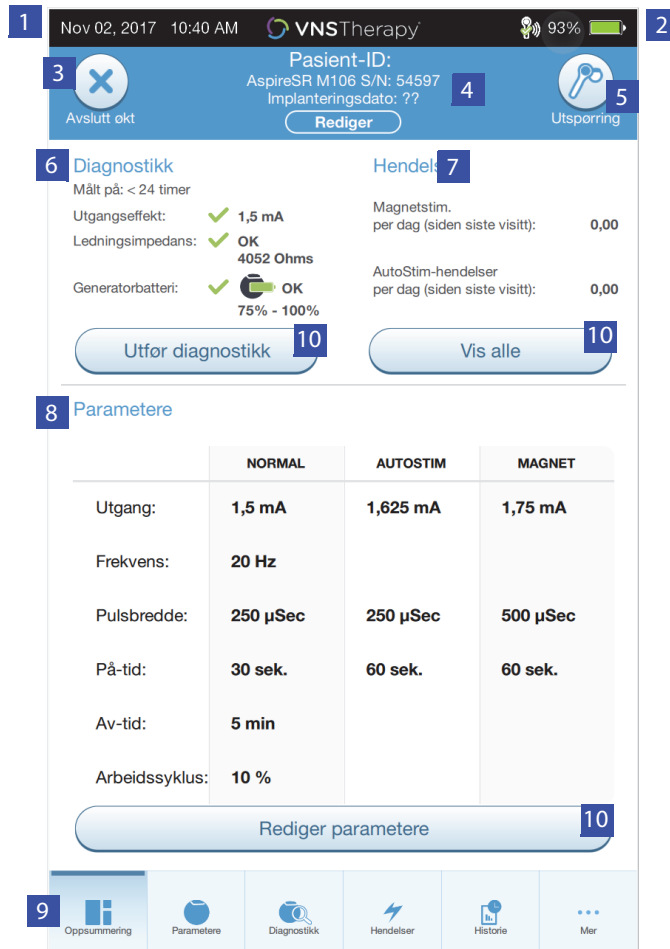 1
Nov 02, 2017 10:40 AM
VNSTherapy
93%
2
3
Avslutt økt
Pasient-ID:
AspireSR M106 S/N: 54597
Implanteringsdato: ??
Rediger
4
5
Utspørring
6 Diagnostikk
Målt på: < 24 timer
Utgangseffekt: 1,5 mA
Ledningsimpedans: OK
4052 Ohms
Generatorbatteri: OK
75% - 100%
Utfør diagnostikk 10
Hendels 7
Magnetstim.
per dag (siden siste visitt): 0,00
AutoStim-hendelser
per dag (siden siste visitt): 0,00
Vis alle 10
8 Parametere
NORMAL AUTOSTIM MAGNET
Utgang: 1,5 mA 1,625 mA 1,75 mA
Frekvens: 20 Hz
Pulsbredde: 250 µSec 250 µSec 500 µSec
På-tid: 30 sek. 60 sek. 60 sek.
Av-tid: 5 min
Arbeidssyklus: 10 %
Rediger parametere 10
9
Oppsummering Parametere Diagnostikk Hendelser Historie Mer